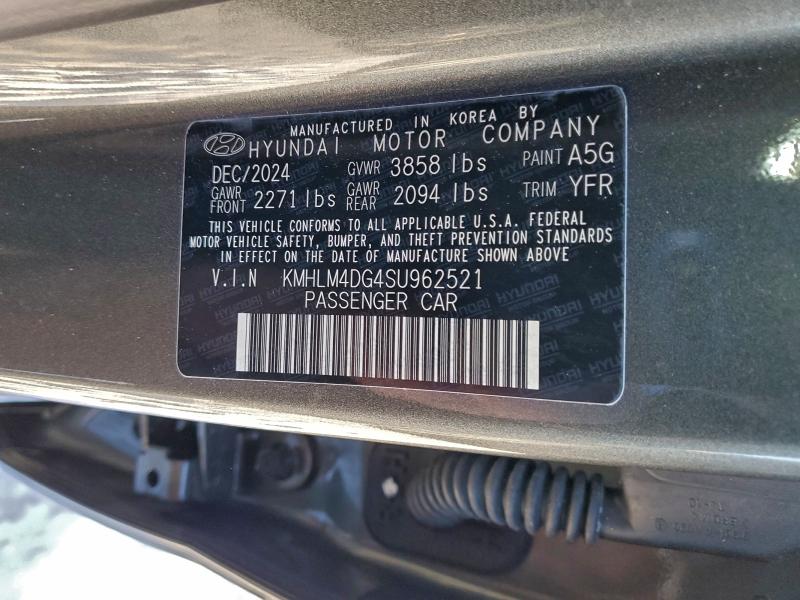 MANUFACTURED IN KOREA BY
HYUNDAI MOTOR COMPANY
DEC/2024 GVWR 3858 lbs PAINT A5G
GAWR FRONT 2271 lbs GAWR REAR 2094 lbs TRIM YFR
THIS VEHICLE CONFORMS TO ALL APPLICABLE U.S.A. FEDERAL
MOTOR VEHICLE SAFETY, BUMPER, AND THEFT PREVENTION STANDARDS
IN EFFECT ON THE DATE OF MANUFACTURE SHOWN ABOVE
V.I.N KMHLM4DG4SU962521
PASSENGER CAR